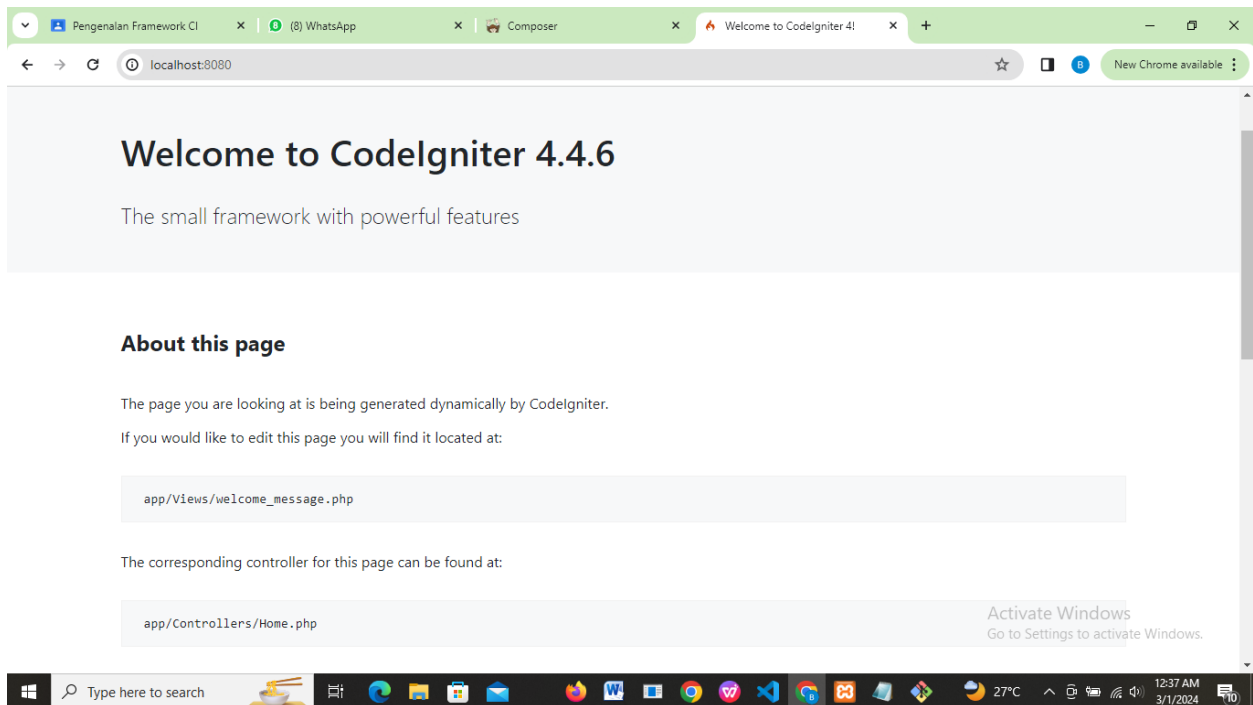 Pengenalan Framework CI
(8) WhatsApp
Composer
Welcome to CodeIgniter 4!
localhost:8080
B
New Chrome available
Welcome to CodeIgniter 4.4.6
The small framework with powerful features
About this page
The page you are looking at is being generated dynamically by CodeIgniter.
If you would like to edit this page you will find it located at:
app/Views/welcome_message.php
The corresponding controller for this page can be found at:
app/Controllers/Home.php
Activate Windows
Go to Settings to activate Windows.
Type here to search
27°C
12:37 AM
3/1/2024
10